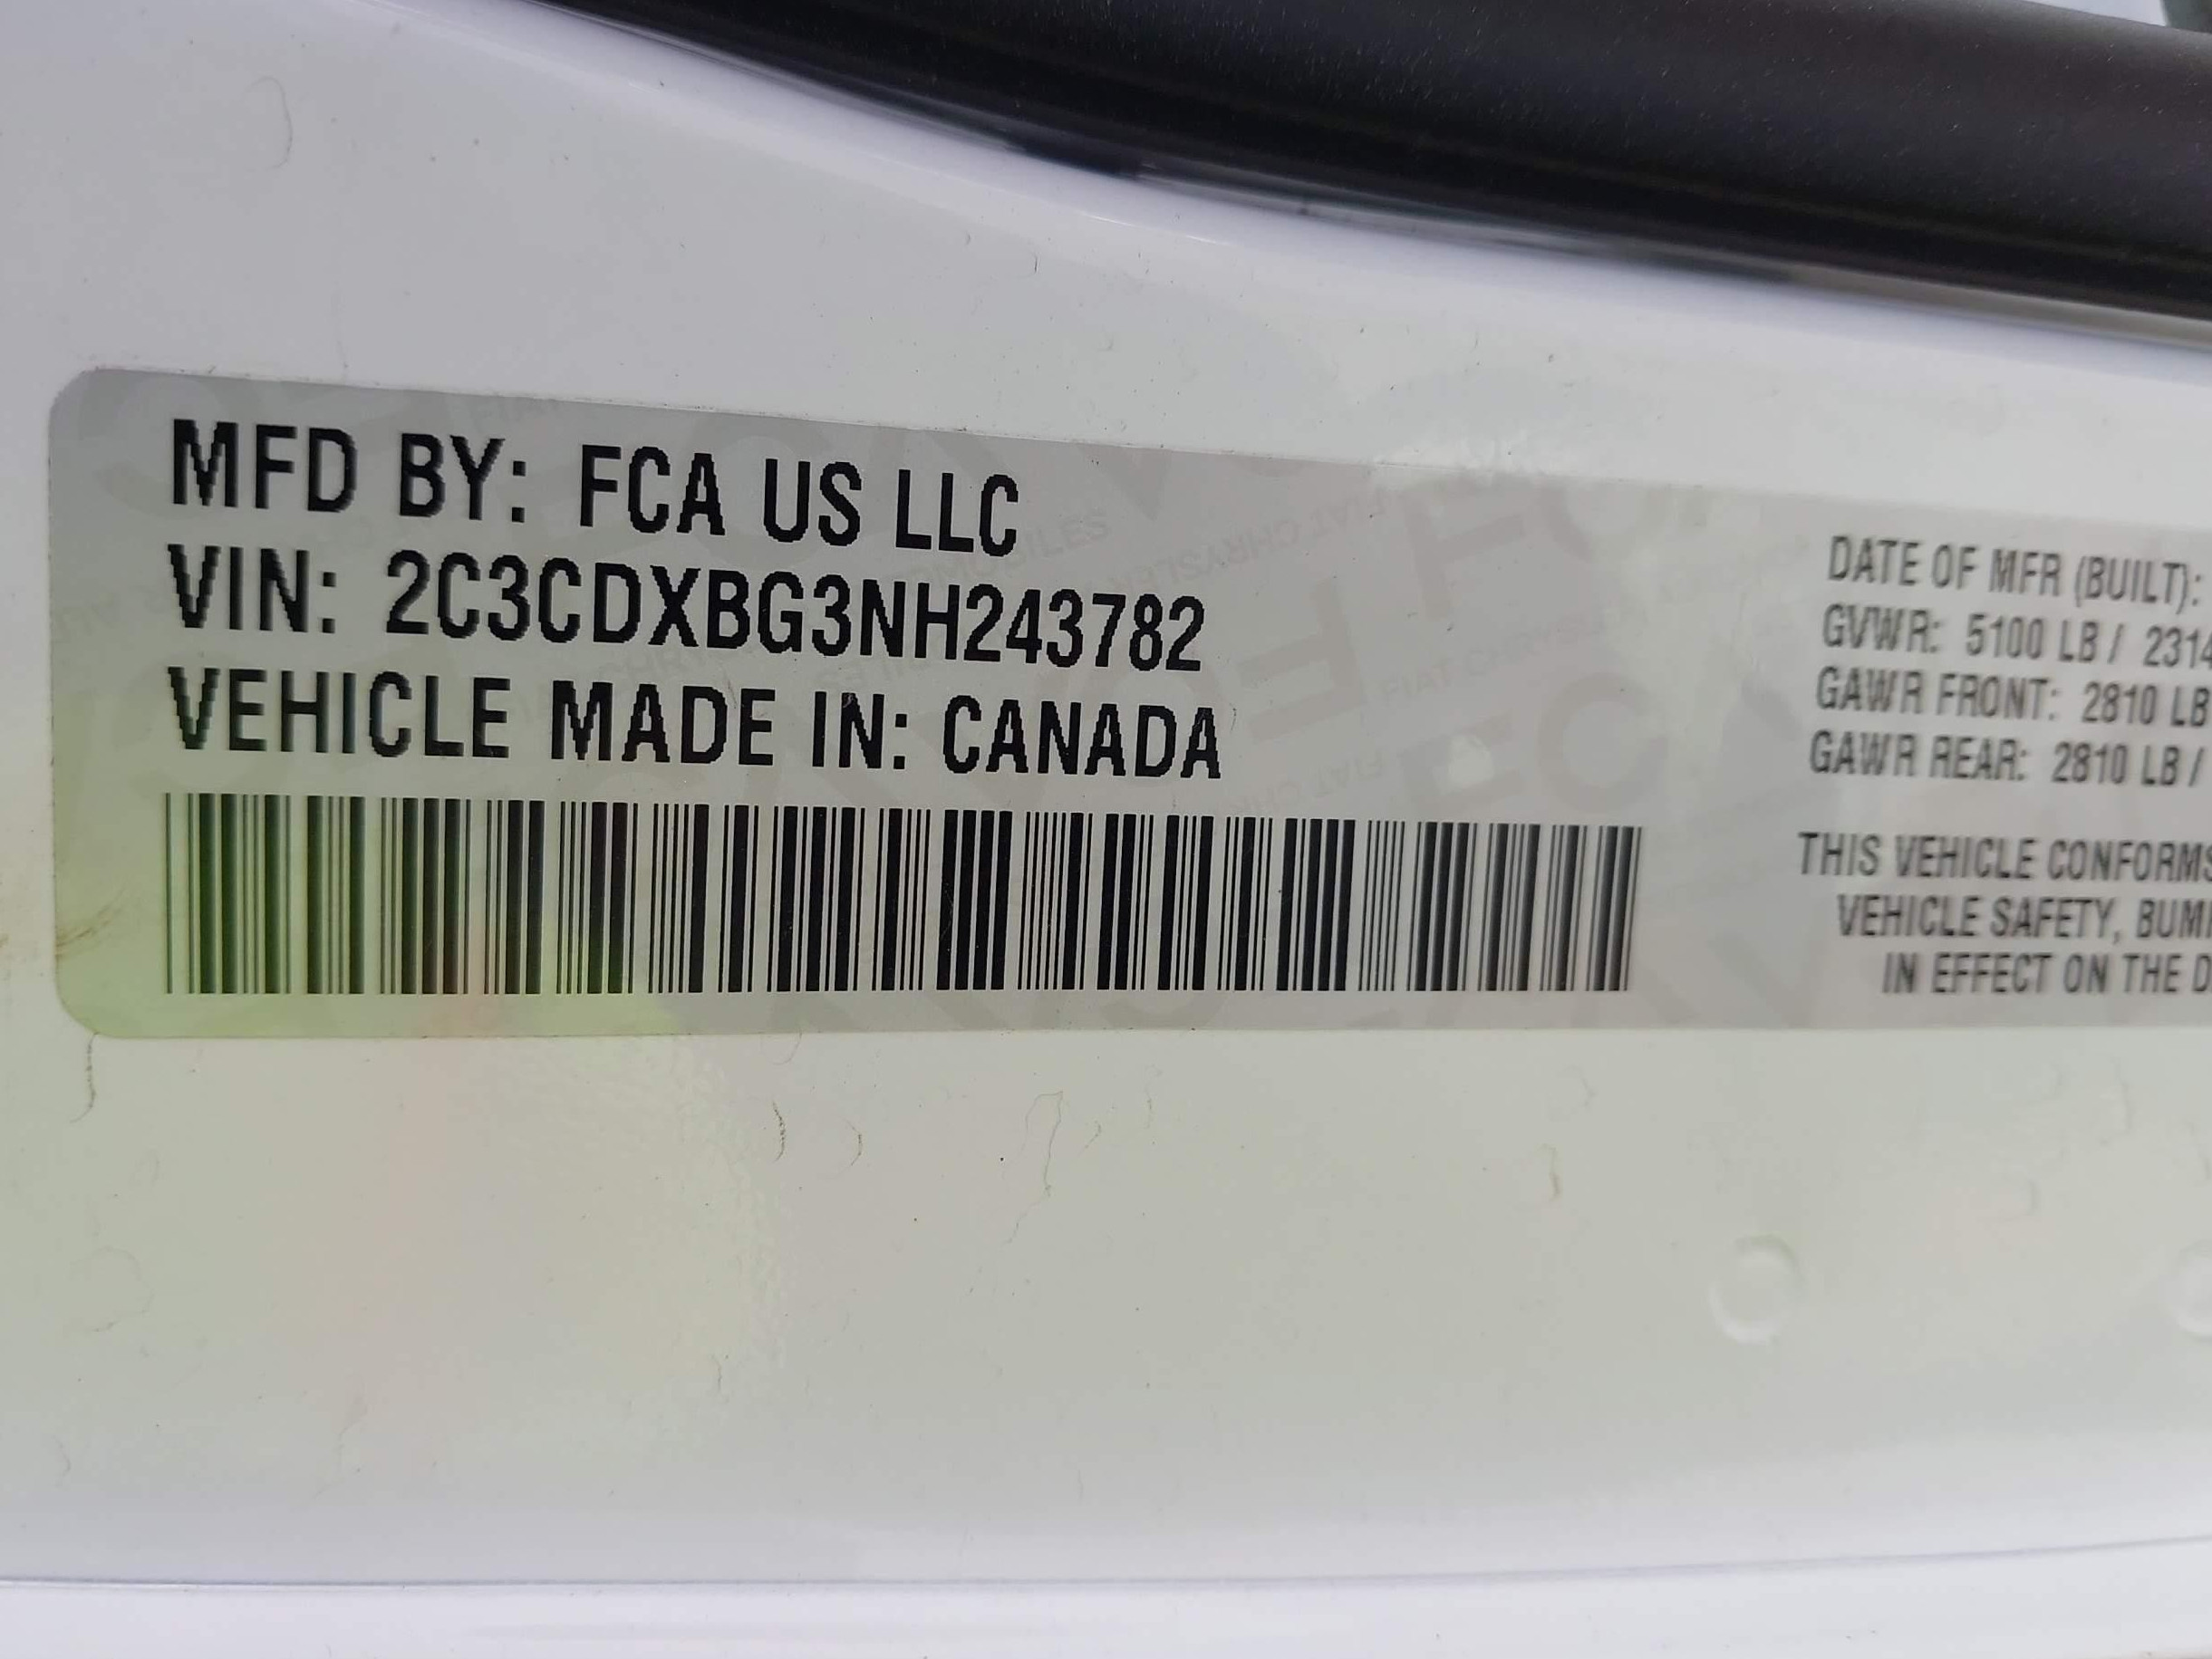 MFD BY: FCA US LLC
VIN: 2C3CDXBG3NH243782
VEHICLE MADE IN: CANADA
DATE OF MFR (BUILT):
GVWR: 5100 LB / 2314
GAWR FRONT: 2810 LB
GAWR REAR: 2810 LB /
THIS VEHICLE CONFORMS
VEHICLE SAFETY,
IN EFFECT ON THE